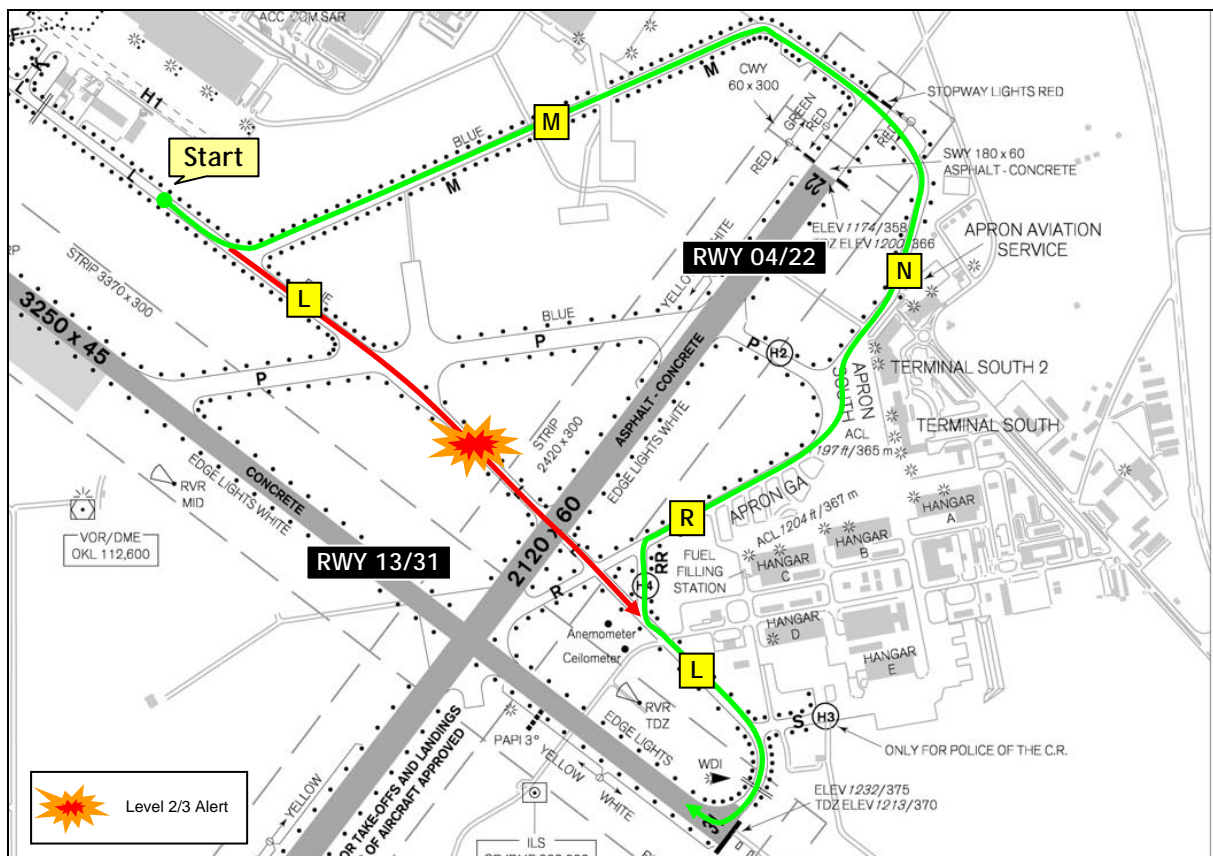 ACC COM SAR
F
K
L
H1
CWY
60 x 300
M
STOPWAY LIGHTS RED
GREEN
RED
RED
RED
M
BLUE
Start
L
M
SWY 180 x 60
ASPHALT - CONCRETE
22
ELEV 1174/358
TDZ ELEV 1200/366
APRON AVIATION
SERVICE
RWY 04/22
N
STRIP 3370 x 300
YELLOW
WHITE
L
BLUE
BLUE
3250 x 45
P
P
H2
P
ASPHALT - CONCRETE
APRON
SOUTH
TERMINAL SOUTH 2
TERMINAL SOUTH
ACL
197 ft/365 m
STRIP
2420 x 300
EDGE LIGHTS WHITE
CONCRETE
EDGE LIGHTS WHITE
RVR
MID
VOR/DME
OKL 112,600
APRON GA
R
ACL 1204 ft / 367 m
HANGAR
A
HANGAR
B
HANGAR
C
FUEL
FILLING
STATION
RR
H4
2120 x 60
RWY 13/31
R
HANGAR
D
HANGAR
E
Anemometer
Ceilometer
L
RVR
TDZ
EDGE LIGHTS
S
H3
ONLY FOR POLICE OF THE C.R.
PAPI 3°
YELLOW
WHITE
WDI
31
ELEV 1232/375
TDZ ELEV 1213/370
YELLOW
OR TAKE-OFFS AND LANDINGS
OF AIRCRAFT APPROVED
Level 2/3 Alert
ILS